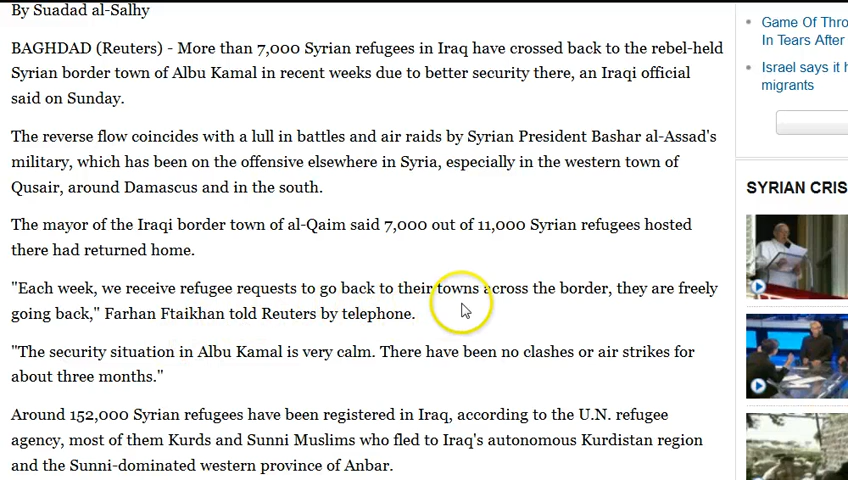 By Suadad al-Salhy
BAGHDAD (Reuters) - More than 7,000 Syrian refugees in Iraq have crossed back to the rebel-held
Syrian border town of Albu Kamal in recent weeks due to better security there, an Iraqi official
said on Sunday.
The reverse flow coincides with a lull in battles and air raids by Syrian President Bashar al-Assad's
military, which has been on the offensive elsewhere in Syria, especially in the western town of
Qusair, around Damascus and in the south.
The mayor of the Iraqi border town of al-Qaim said 7,000 out of 11,000 Syrian refugees hosted
there had returned home.
"Each week, we receive refugee requests to go back to their towns across the border, they are freely
going back," Farhan Ftaikhan told Reuters by telephone.
"The security situation in Albu Kamal is very calm. There have been no clashes or air strikes for
about three months."
Around 152,000 Syrian refugees have been registered in Iraq, according to the U.N. refugee
agency, most of them Kurds and Sunni Muslims who fled to Iraq's autonomous Kurdistan region
and the Sunni-dominated western province of Anbar.
Game Of Thro
In Tears After
Israel says it h
migrants
SYRIAN CRIS